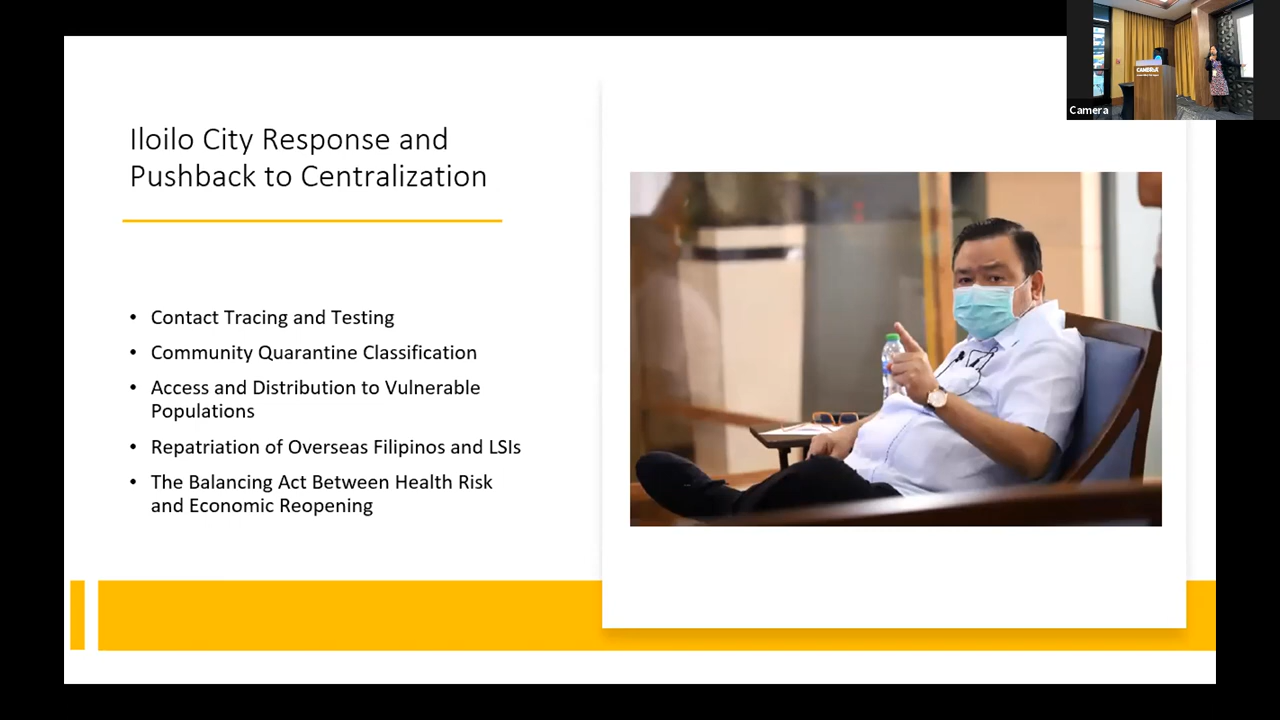 Iloilo City Response and
Pushback to Centralization
• Contact Tracing and Testing
• Community Quarantine Classification
• Access and Distribution to Vulnerable
Populations
• Repatriation of Overseas Filipinos and LSIs
• The Balancing Act Between Health Risk
and Economic Reopening
CAMBRIA
Camera